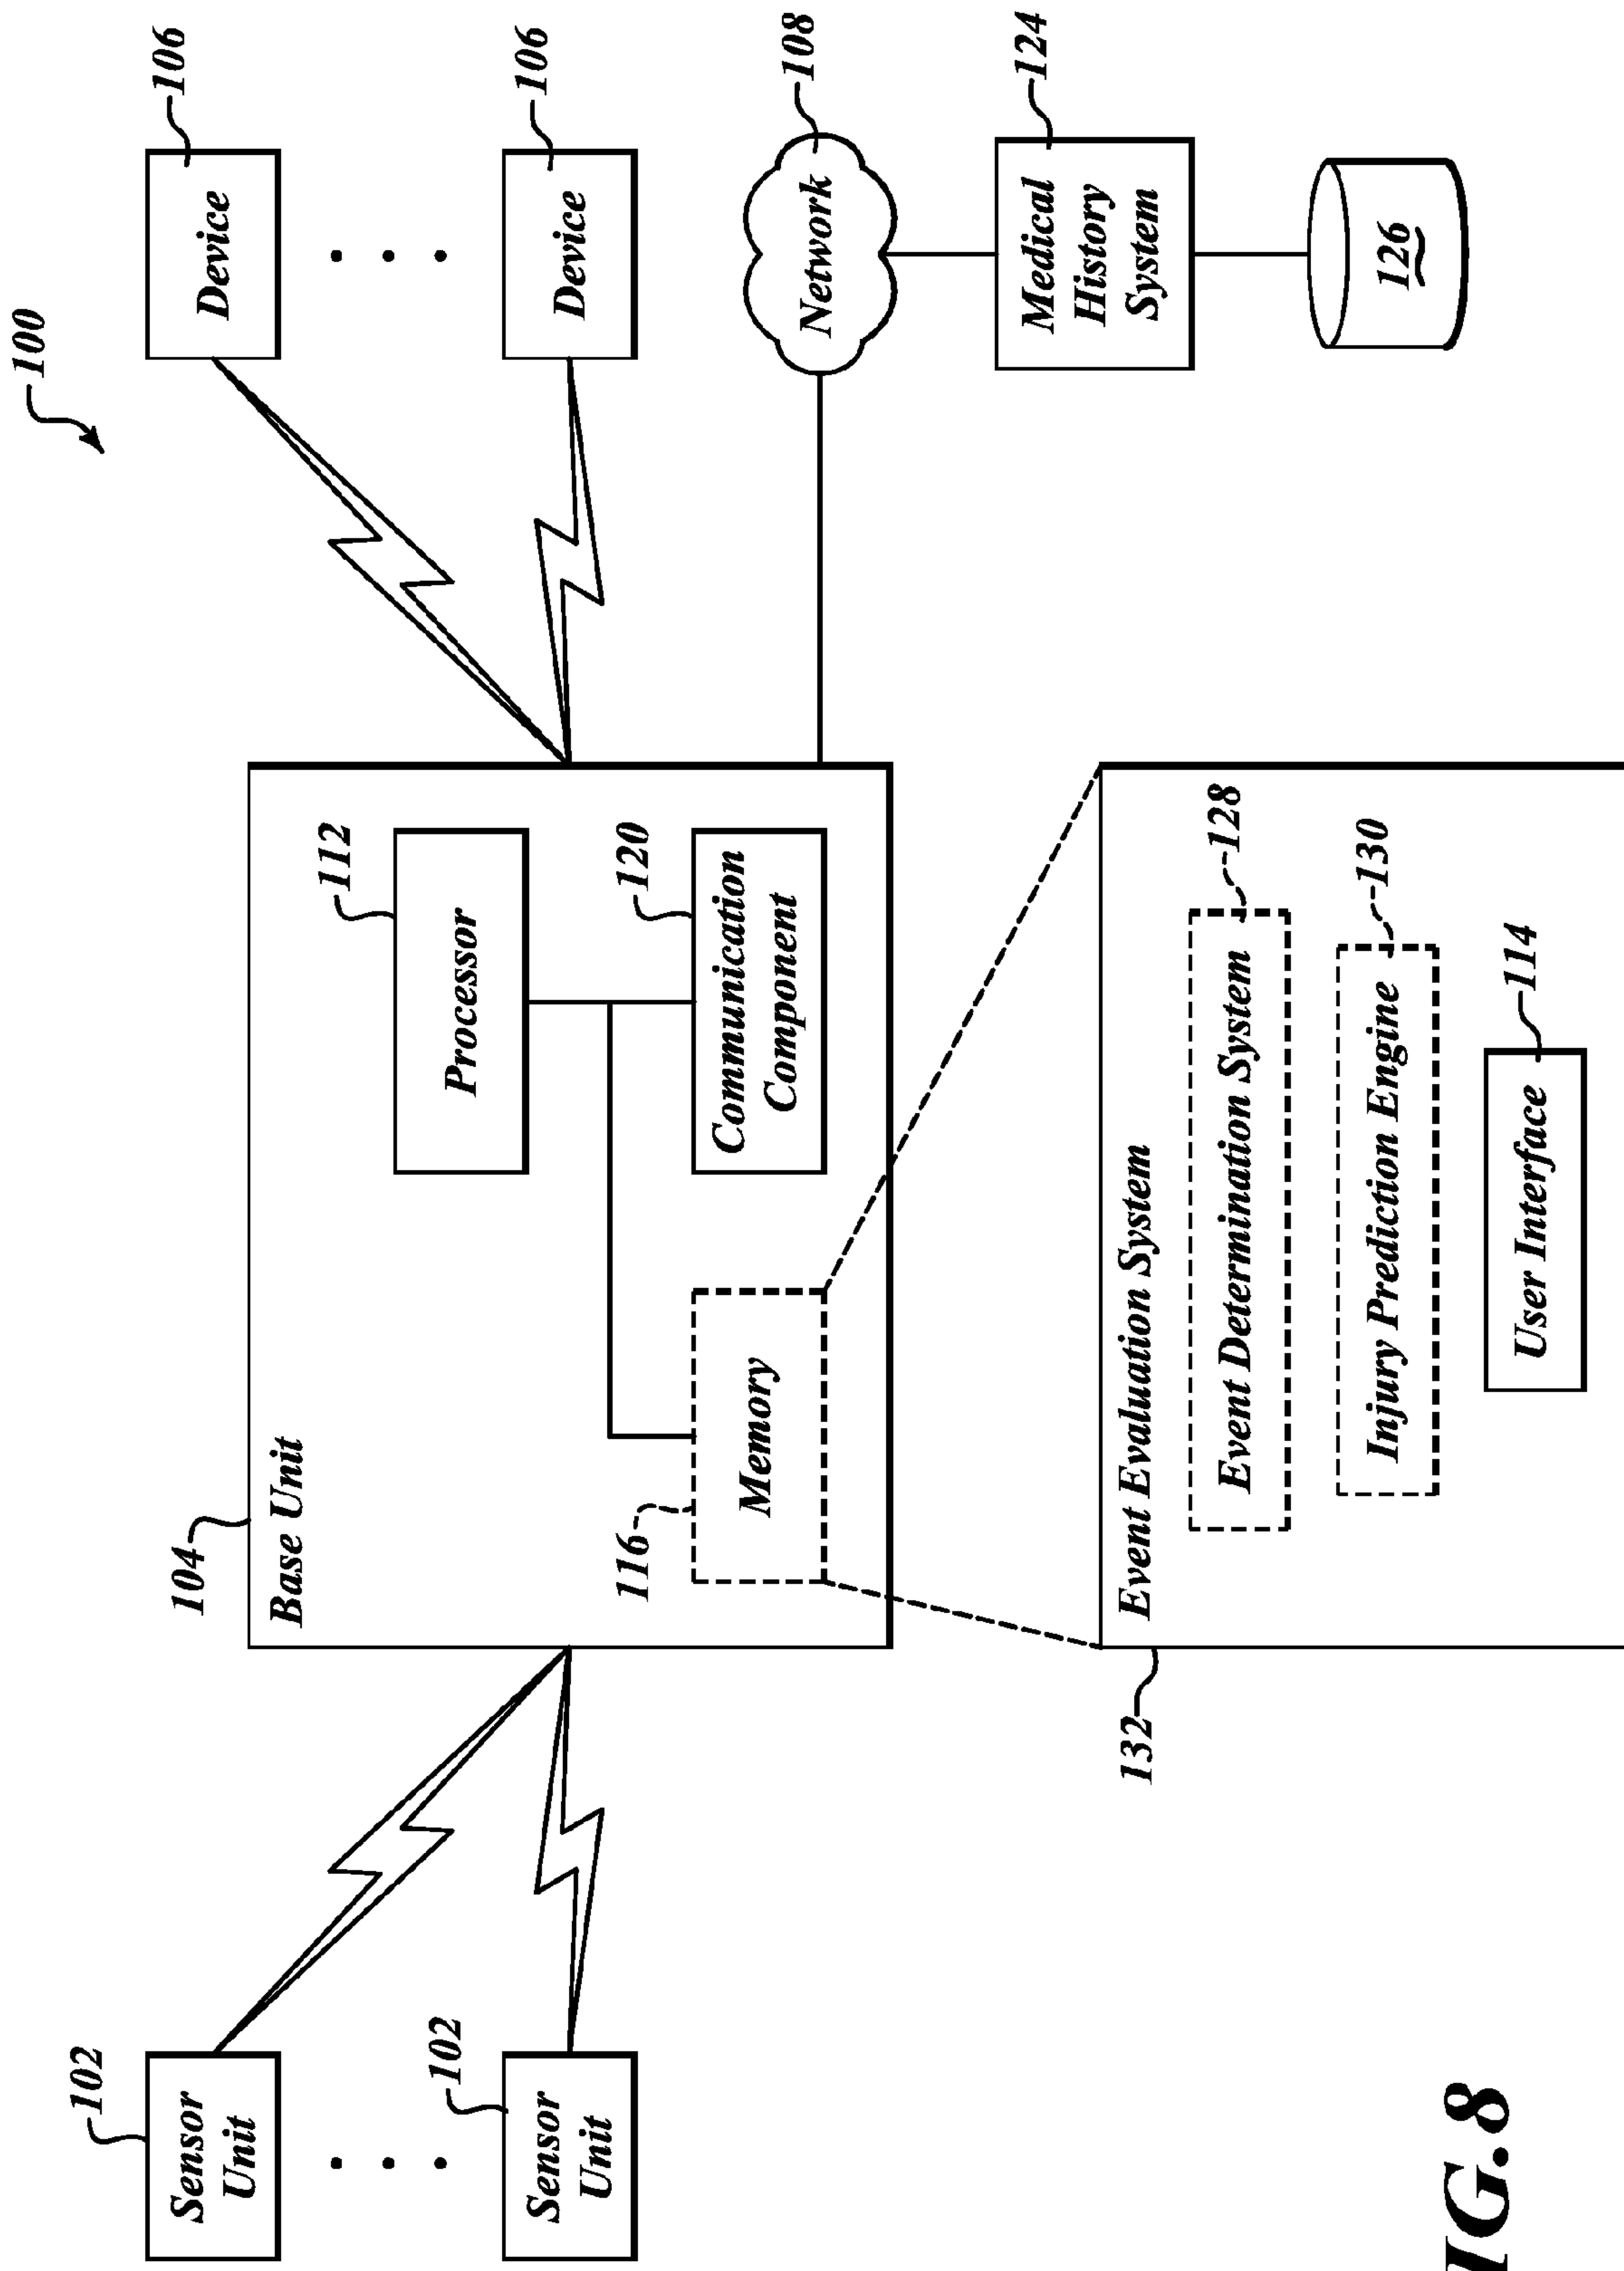 100
102
Sensor
Unit
102
Sensor
Unit
104
Base Unit
112
Processor
116
Memory
120
Communication
Component
106
Device
106
Device
108
Network
124
Medical
History
System
126
132
Event Evaluation System
128
Event Determination System
130
Injury Prediction Engine
114
User Interface
IG.8